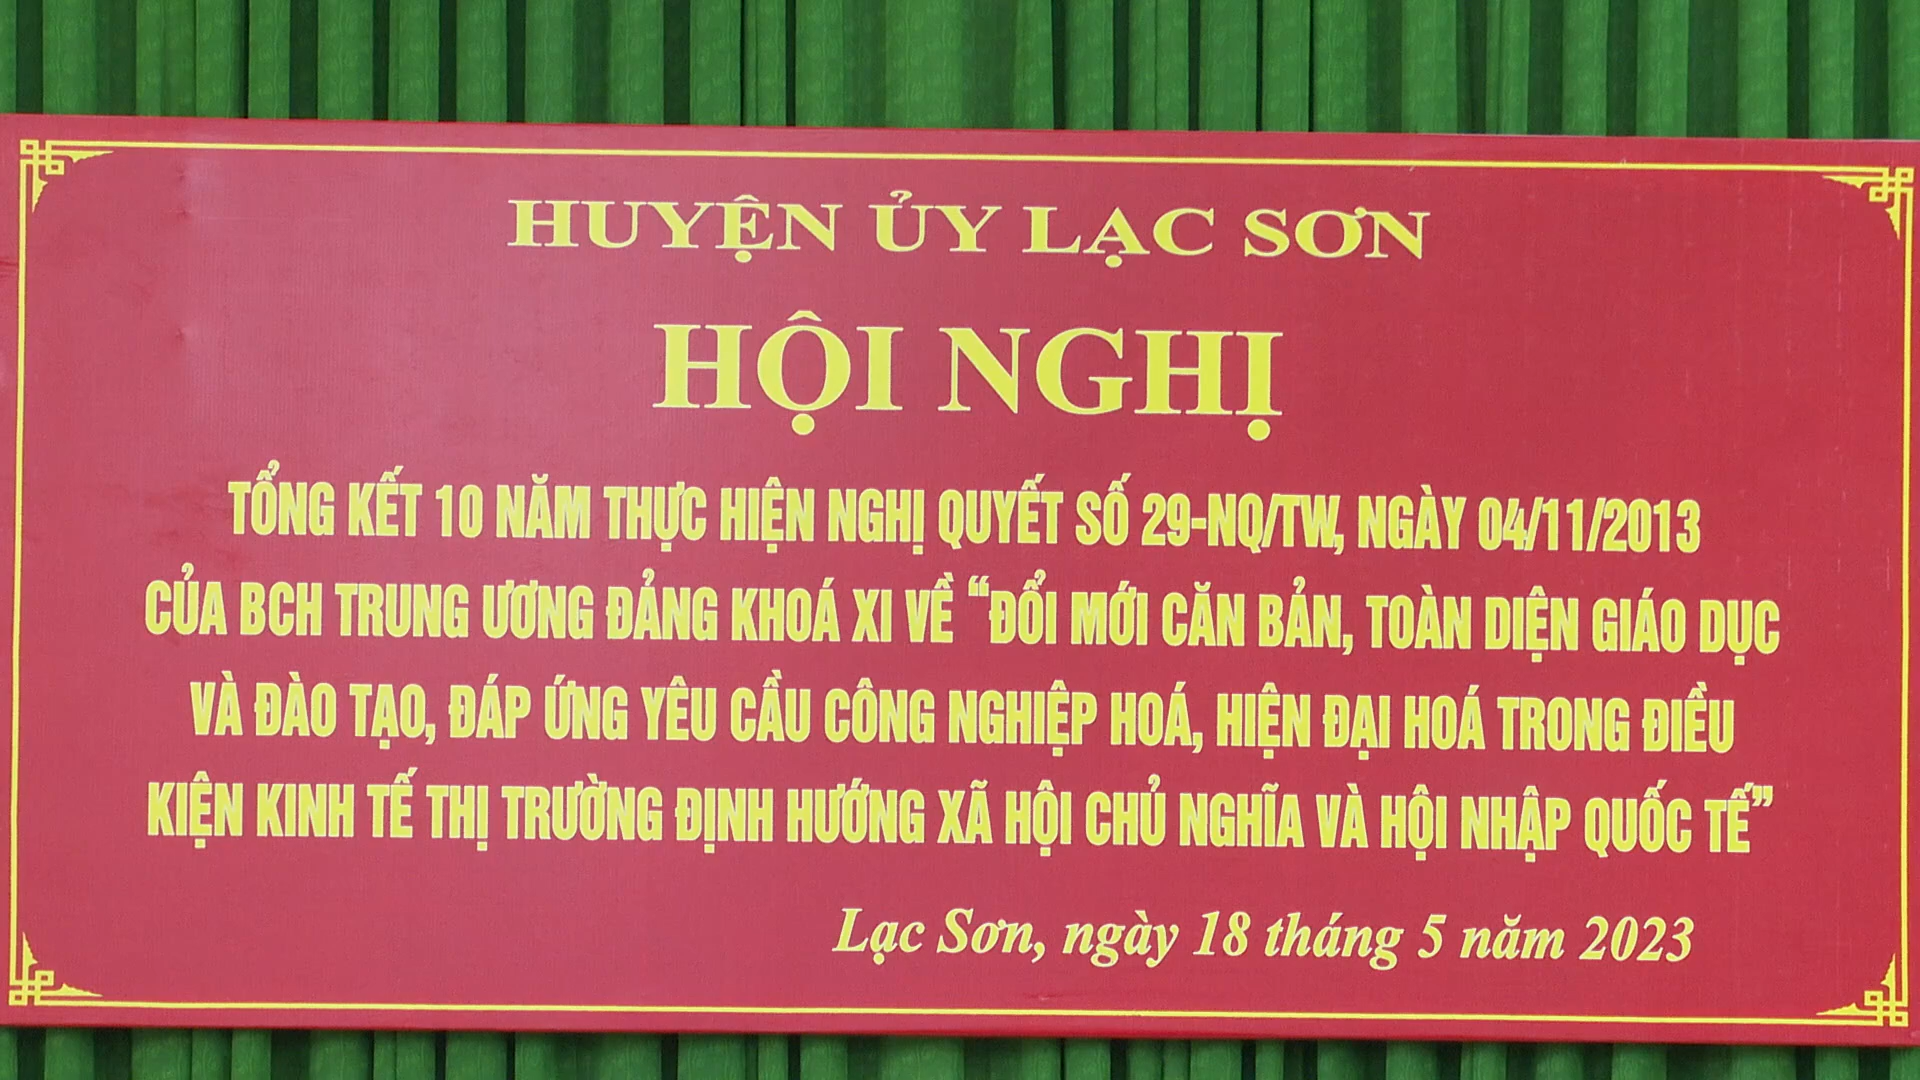 HUYỆN ỦY LẠC SƠN
HỘI NGHỊ
TỔNG KẾT 10 NĂM THỰC HIỆN NGHỊ QUYẾT SỐ 29-NQ/TW, NGÀY 04/11/2013
CỦA BCH TRUNG ƯƠNG ĐẢNG KHOÁ XI VỀ “ĐỔI MỚI CĂN BẢN, TOÀN DIỆN GIÁO DỤC
VÀ ĐÀO TẠO, ĐÁP ỨNG YÊU CẦU CÔNG NGHIỆP HOÁ, HIỆN ĐẠI HOÁ TRONG ĐIỀU
KIỆN KINH TẾ THỊ TRƯỜNG ĐỊNH HƯỚNG XÃ HỘI CHỦ NGHĨA VÀ HỘI NHẬP QUỐC TẾ”
Lạc Sơn, ngày 18 tháng 5 năm 2023